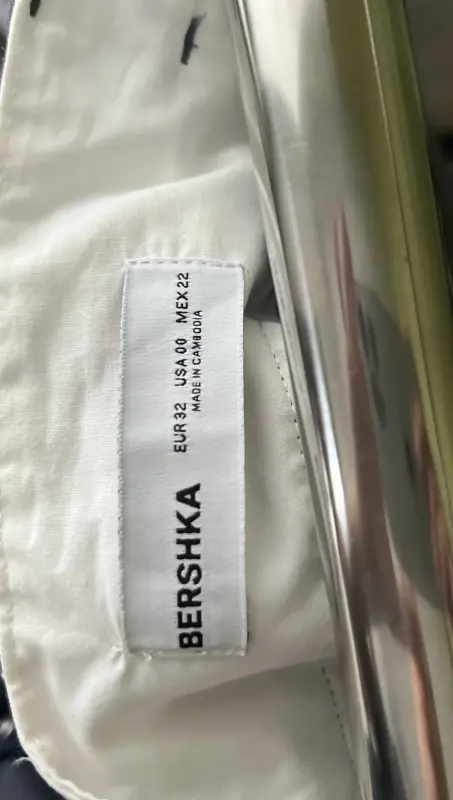 BERSHKA
EUR 32 USA 00 MEX 22
MADE IN CAMBODIA